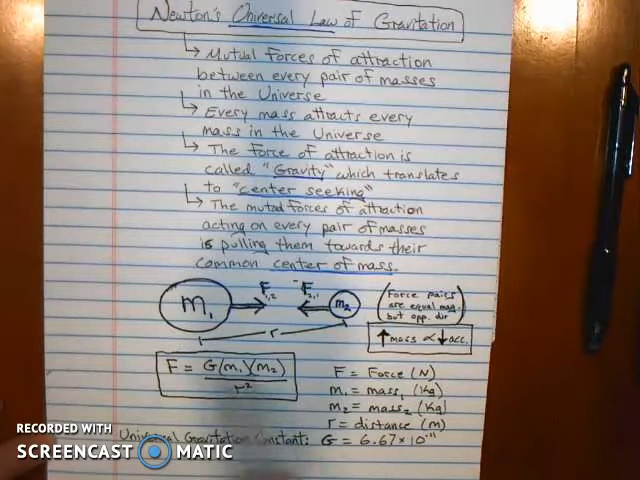 Newton's Universal Law of Gravitation
↳ Mutual forces of attraction
between every pair of masses
in the Universe
↳ Every mass attracts every
mass in the Universe
↳ The force of attraction is
called "Gravity" which translates
to "center seeking"
↳ The mutual forces of attraction
acting on every pair of masses
is pulling them towards their
common center of mass.
m₁ F₁,₂ -F₂,₁ m₂
(Force pairs
are equal mag.
but opp. dir)
r
↑mass ∝ ↓acc.
F = G(m₁)(m₂)/r²
F = Force (N)
m₁ = mass₁ (Kg)
m₂ = mass₂ (Kg)
r = distance (m)
Universal Gravitation Constant: G = 6.67×10⁻¹¹
RECORDED WITH
SCREENCAST MATIC